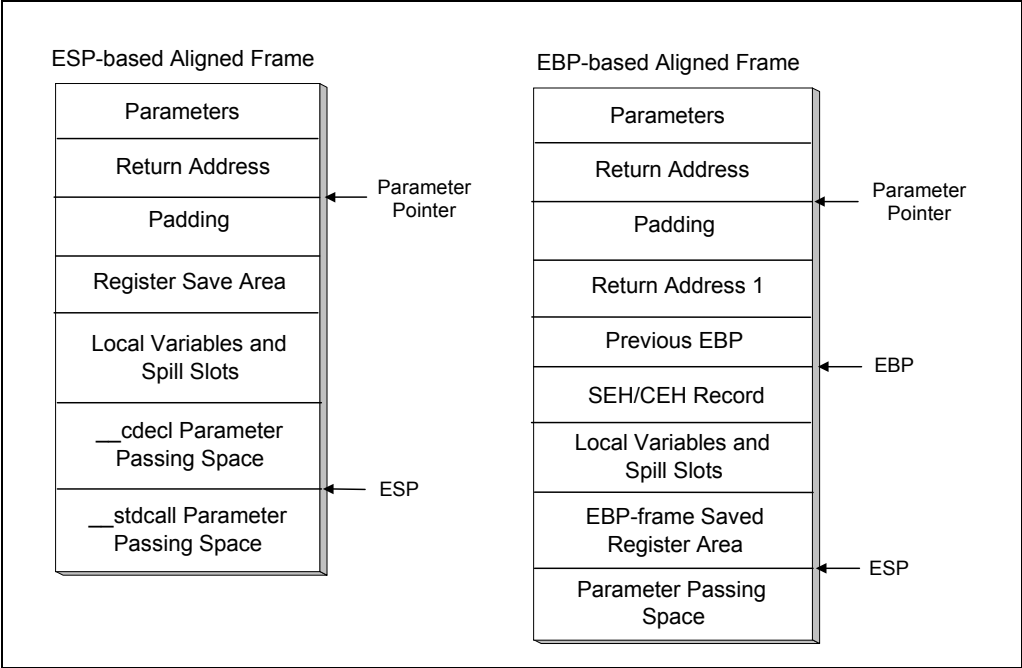 ESP-based Aligned Frame
Parameters
Return Address
Parameter
Pointer
Padding
Register Save Area
Local Variables and
Spill Slots
__cdecl Parameter
Passing Space
ESP
__stdcall Parameter
Passing Space
EBP-based Aligned Frame
Parameters
Return Address
Parameter
Pointer
Padding
Return Address 1
Previous EBP
EBP
SEH/CEH Record
Local Variables and
Spill Slots
EBP-frame Saved
Register Area
ESP
Parameter Passing
Space